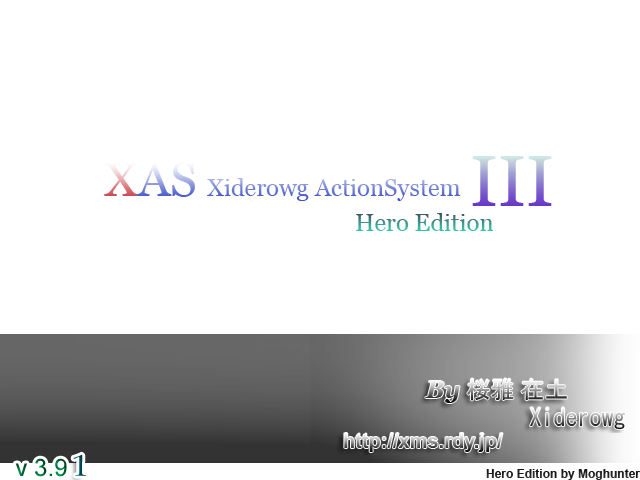 XAS Xiderowg ActionSystem III
Hero Edition
By 桜雅 在土
Xiderowg
http://xms.rdy.jp/
v 3.91
Hero Edition by Moghunter